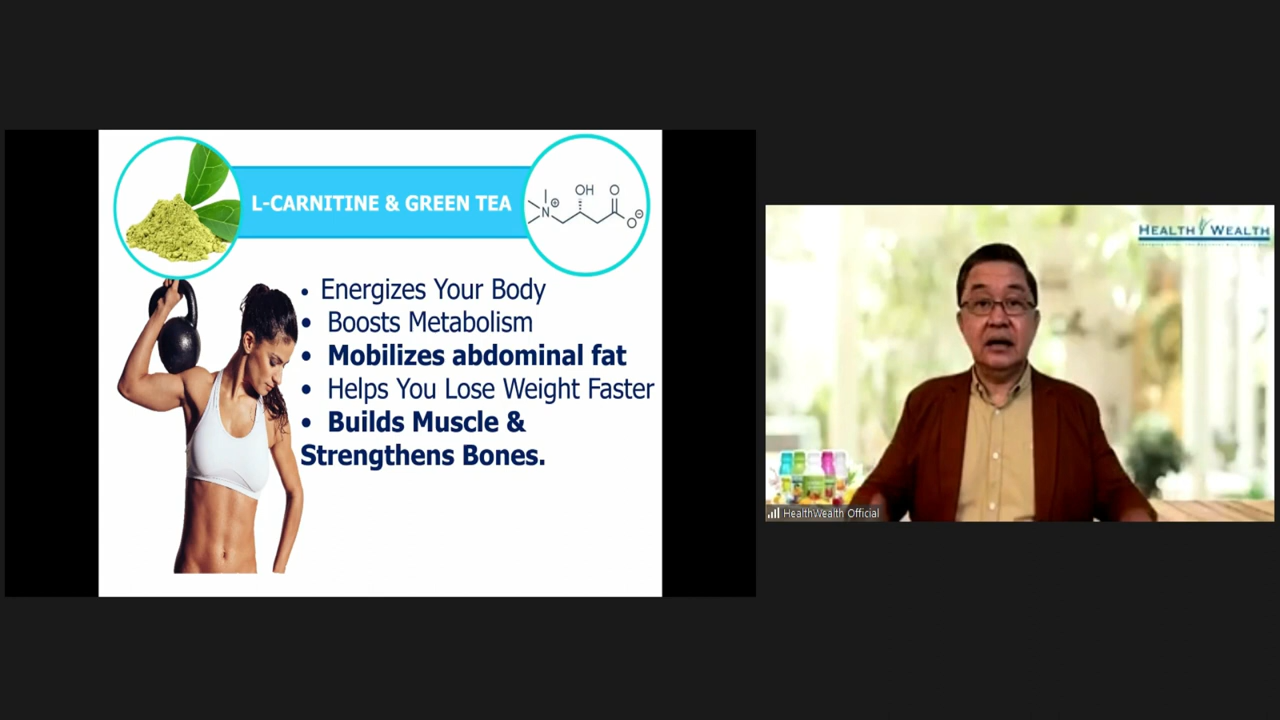 L-CARNITINE & GREEN TEA
N
⊕
OH
O
O
⊖
• Energizes Your Body
• Boosts Metabolism
• Mobilizes abdominal fat
• Helps You Lose Weight Faster
• Builds Muscle &
Strengthens Bones.
HEALTH WEALTH
HealthWealth Official